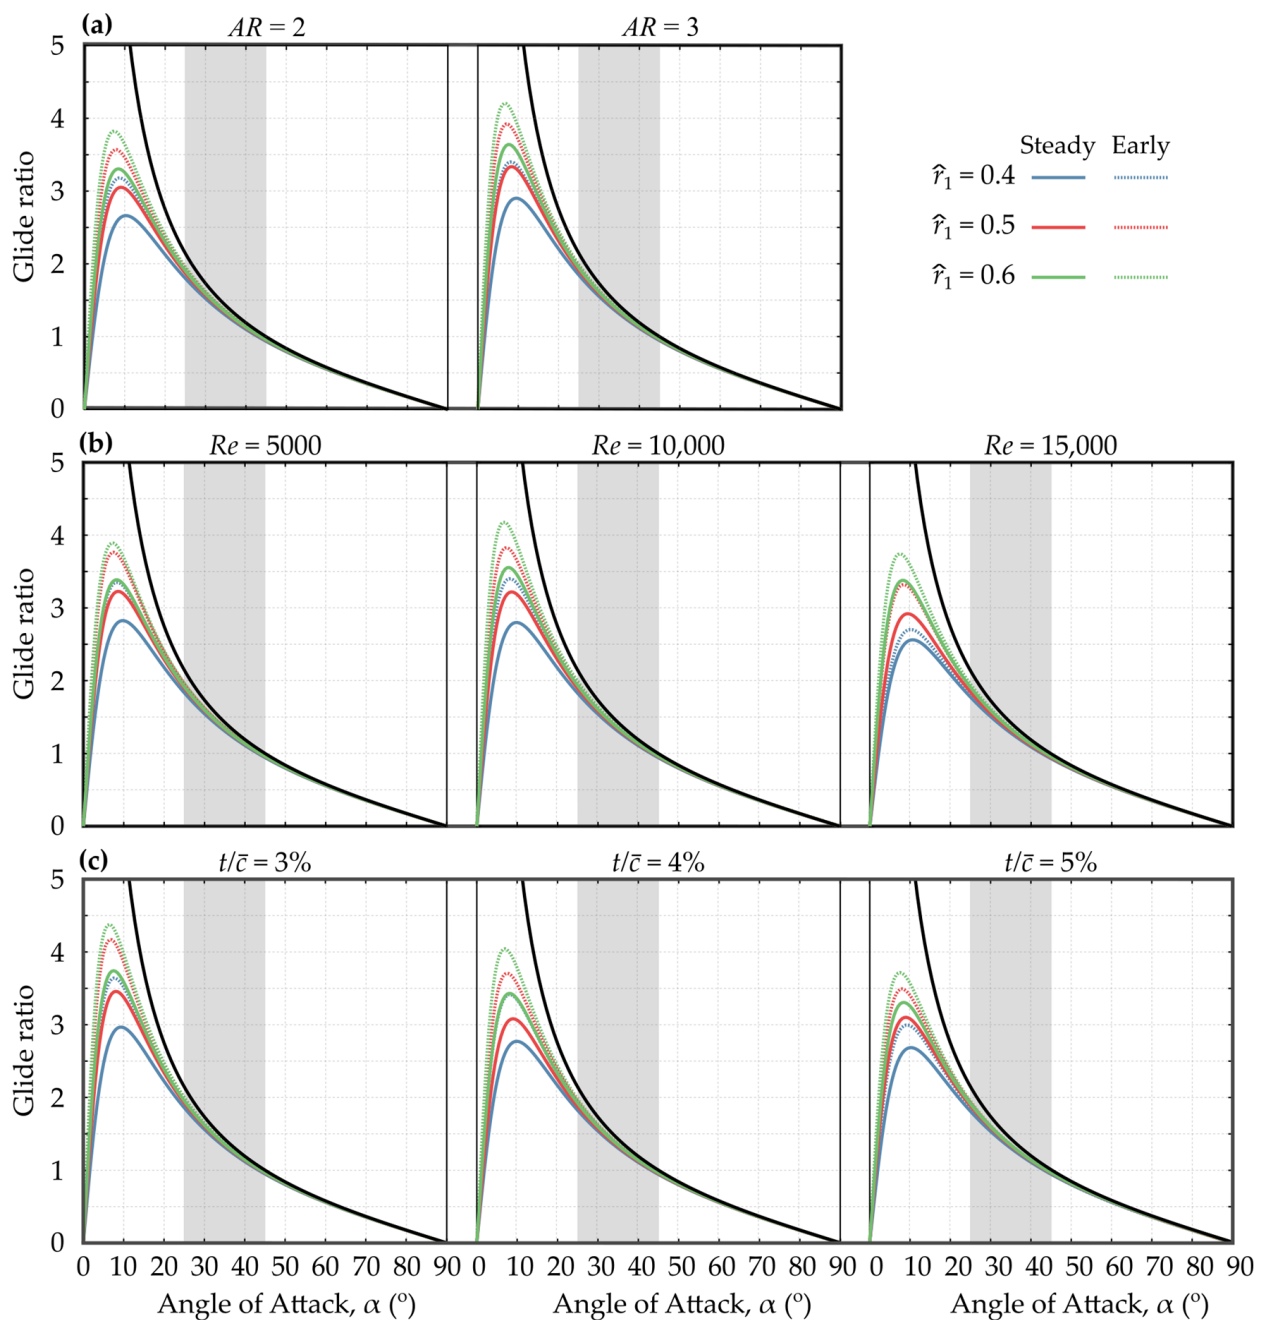 (a)
AR = 2
AR = 3
5
4
3
2
1
0
Glide ratio
Steady Early
r̂₁ = 0.4
r̂₁ = 0.5
r̂₁ = 0.6
(b)
Re = 5000
Re = 10,000
Re = 15,000
5
4
3
2
1
0
Glide ratio
(c)
t/c̄ = 3%
t/c̄ = 4%
t/c̄ = 5%
5
4
3
2
1
0
Glide ratio
0 10 20 30 40 50 60 70 80 90
0 10 20 30 40 50 60 70 80 90
0 10 20 30 40 50 60 70 80 90
Angle of Attack, α (º)
Angle of Attack, α (º)
Angle of Attack, α (º)